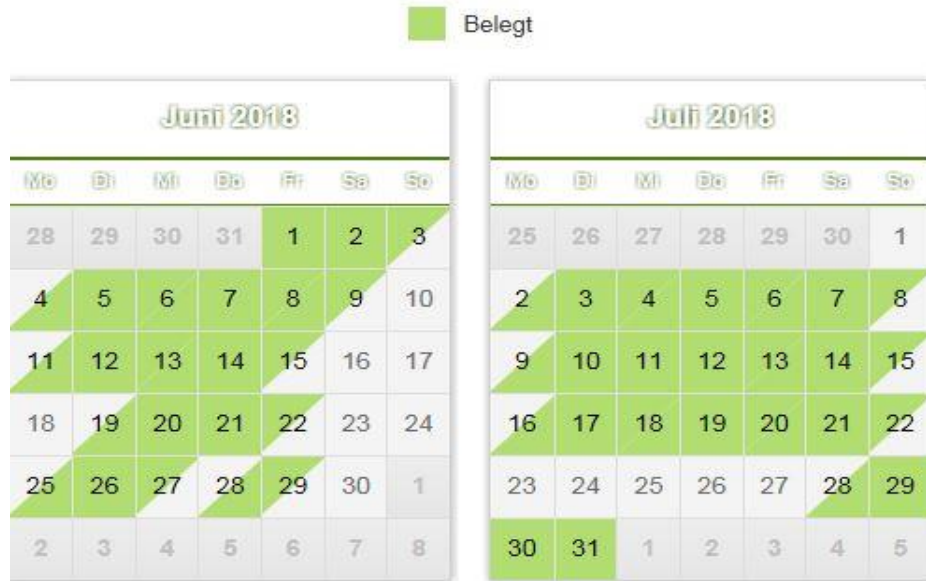 Belegt
Juni 2018
Mo Di Mi Do Fr Sa So
28 29 30 31 1 2 3
4 5 6 7 8 9 10
11 12 13 14 15 16 17
18 19 20 21 22 23 24
25 26 27 28 29 30 1
2 3 4 5 6 7 8
Juli 2018
Mo Di Mi Do Fr Sa So
25 26 27 28 29 30 1
2 3 4 5 6 7 8
9 10 11 12 13 14 15
16 17 18 19 20 21 22
23 24 25 26 27 28 29
30 31 1 2 3 4 5